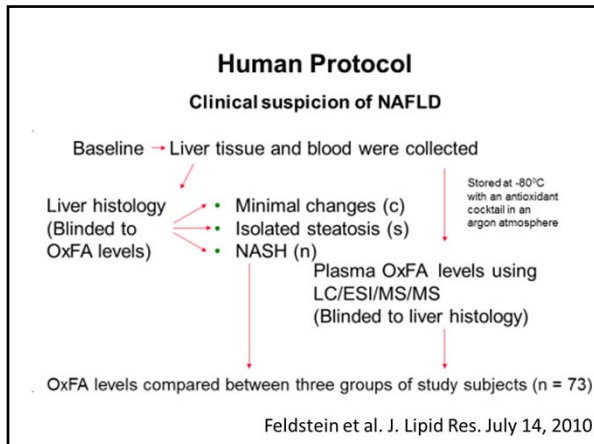 Human Protocol
Clinical suspicion of NAFLD
Baseline → Liver tissue and blood were collected
Stored at -80⁰C
with an antioxidant
cocktail in an
argon atmosphere
Liver histology
(Blinded to
OxFA levels)
• Minimal changes (c)
• Isolated steatosis (s)
• NASH (n)
Plasma OxFA levels using
LC/ESI/MS/MS
(Blinded to liver histology)
OxFA levels compared between three groups of study subjects (n = 73)
Feldstein et al. J. Lipid Res. July 14, 2010